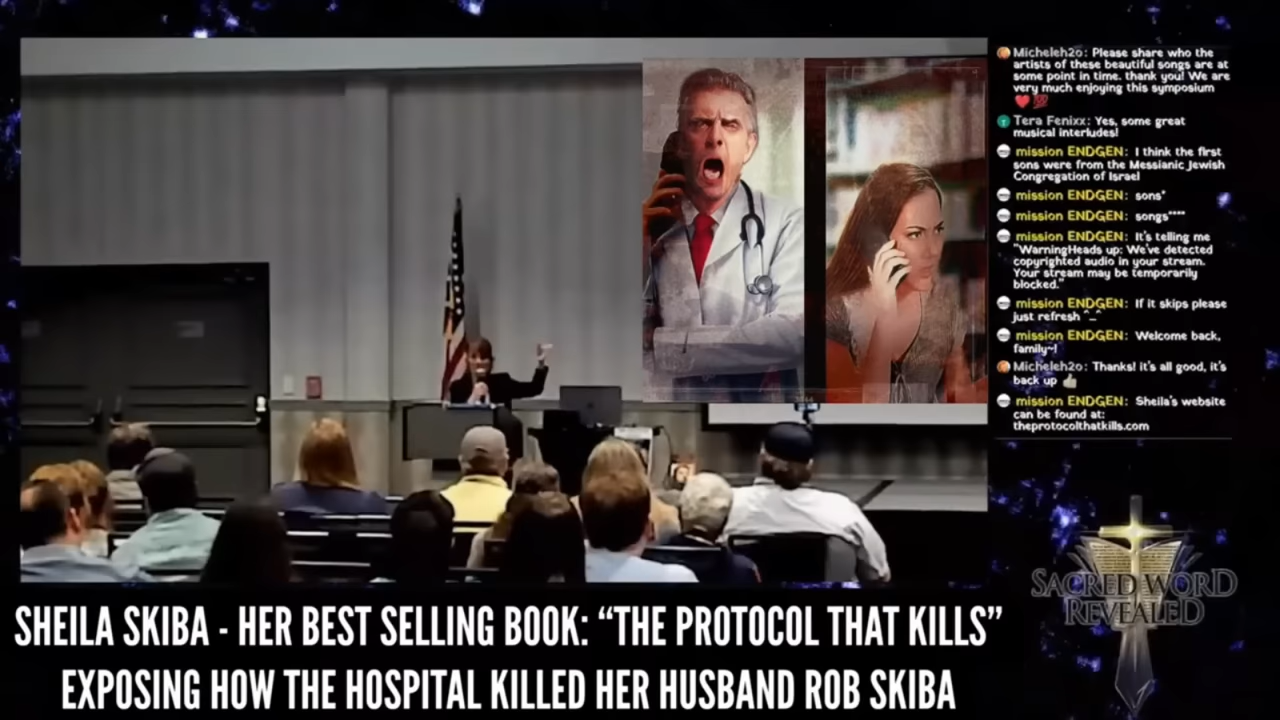 Micheleh2o: Please share who the
artists of these beautiful songs are at
some point in time. thank you! We are
very much enjoying this symposium
❤️ 💯
Tera Fenixx: Yes, some great
musical interludes!
mission ENDGEN: I think the first
sons were from the Messianic Jewish
Congregation of Israel
mission ENDGEN: sons*
mission ENDGEN: songs****
mission ENDGEN: It's telling me
"WarningHeads up: We've detected
copyrighted audio in your stream.
Your stream may be temporarily
blocked."
mission ENDGEN: If it skips please
just refresh ^_^
mission ENDGEN: Welcome back,
family~!
Micheleh2o: Thanks! it's all good, it's
back up 👍
mission ENDGEN: Sheila's website
can be found at:
theprotocolthatkills.com
SACRED WORD
REVEALED
SHEILA SKIBA - HER BEST SELLING BOOK: “THE PROTOCOL THAT KILLS”
EXPOSING HOW THE HOSPITAL KILLED HER HUSBAND ROB SKIBA